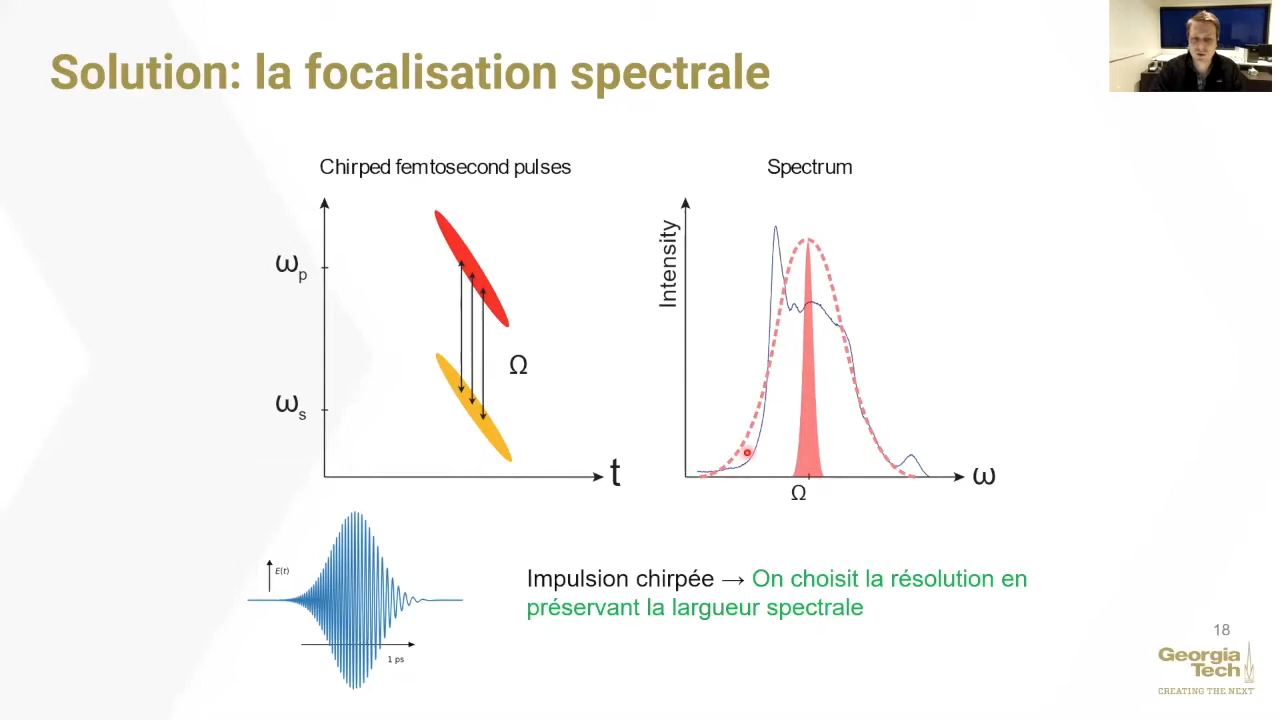 Solution: la focalisation spectrale
Chirped femtosecond pulses
ωp
ωs
Ω
t
Spectrum
Intensity
Ω
ω
E(t)
1 ps
Impulsion chirpée → On choisit la résolution en
préservant la largueur spectrale
18
Georgia
Tech
CREATING THE NEXT